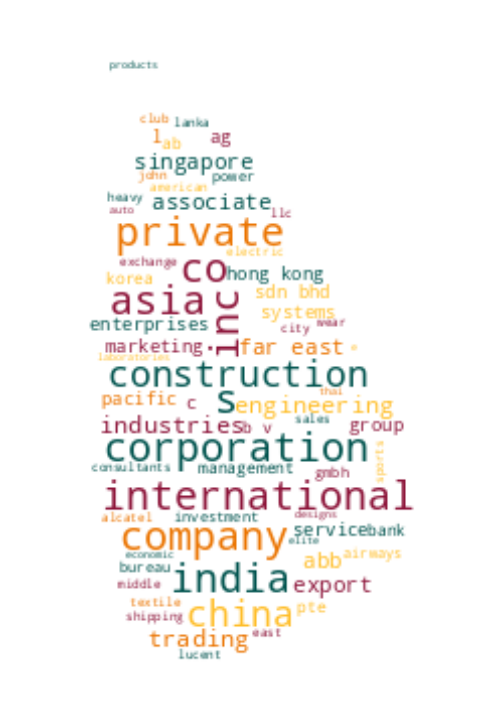 products
club lanka
l ab ag
singapore
john power
american
heavy associate
auto llc
private
electric
exchange co hong kong
korea sdn bhd
asia inc systems
enterprises city wear
marketing far east
laboratories
construction
thai
pacific c s engineering
sales
industries b v group
corporation
consultants management gmbh sports
international
alcatel investment designs
company service bank
elite
economic abb airways
bureau india
middle export
textile china pte
shipping
trading east
lucent